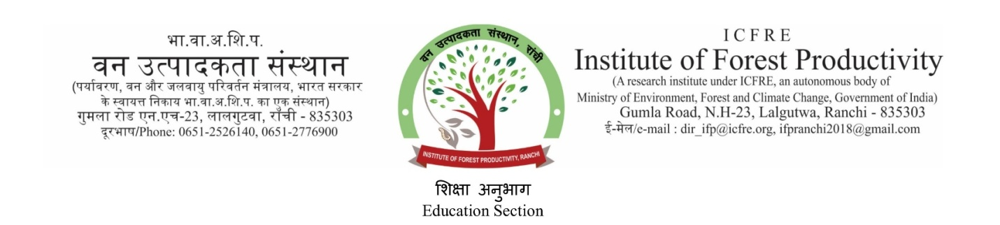 भा.वा.अ.शि.प.
वन उत्पादकता संस्थान
(पर्यावरण, वन और जलवायु परिवर्तन मंत्रालय, भारत सरकार
के स्वायत्त निकाय भा.वा.अ.शि.प. का एक संस्थान)
गुमला रोड एन.एच-23, लालगुटवा, राँची - 835303
दूरभाष/Phone: 0651-2526140, 0651-2776900
वन उत्पादकता संस्थान, रांची
INSTITUTE OF FOREST PRODUCTIVITY, RANCHI
ICFRE
Institute of Forest Productivity
(A research institute under ICFRE, an autonomous body of
Ministry of Environment, Forest and Climate Change, Government of India)
Gumla Road, N.H-23, Lalgutwa, Ranchi - 835303
ई-मेल/e-mail : dir_ifp@icfre.org, ifpranchi2018@gmail.com
शिक्षा अनुभाग
Education Section